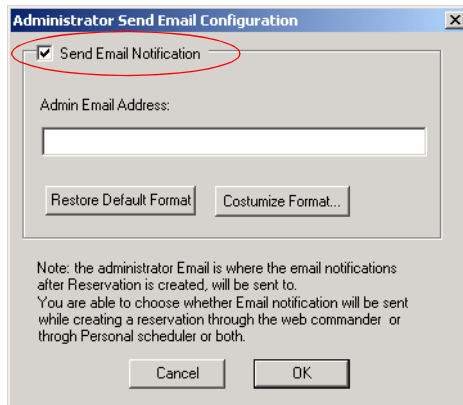 Administrator Send Email Configuration
Send Email Notification
Admin Email Address:
Restore Default Format Costumize Format...
Note: the administrator Email is where the email notifications
after Reservation is created, will be sent to.
You are able to choose whether Email notification will be sent
while creating a reservation through the web commander or
throgh Personal scheduler or both.
Cancel OK